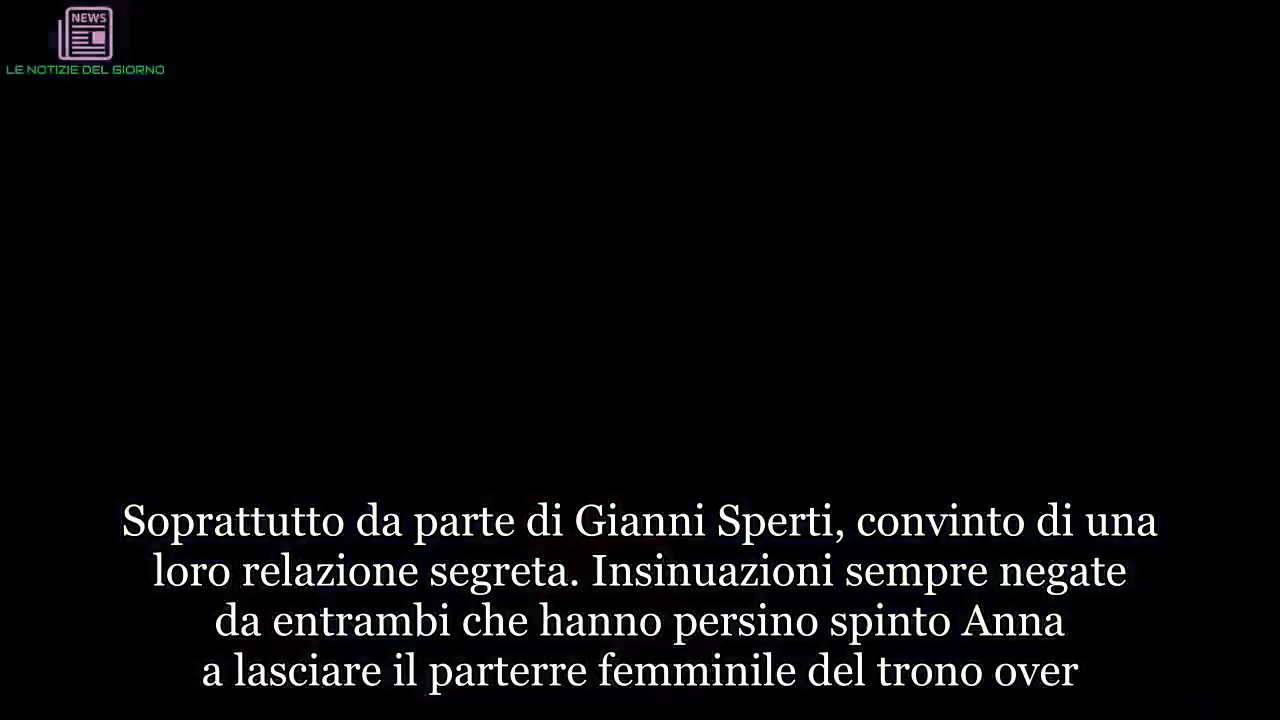 NEWS
LE NOTIZIE DEL GIORNO
Soprattutto da parte di Gianni Sperti, convinto di una
loro relazione segreta. Insinuazioni sempre negate
da entrambi che hanno persino spinto Anna
a lasciare il parterre femminile del trono over